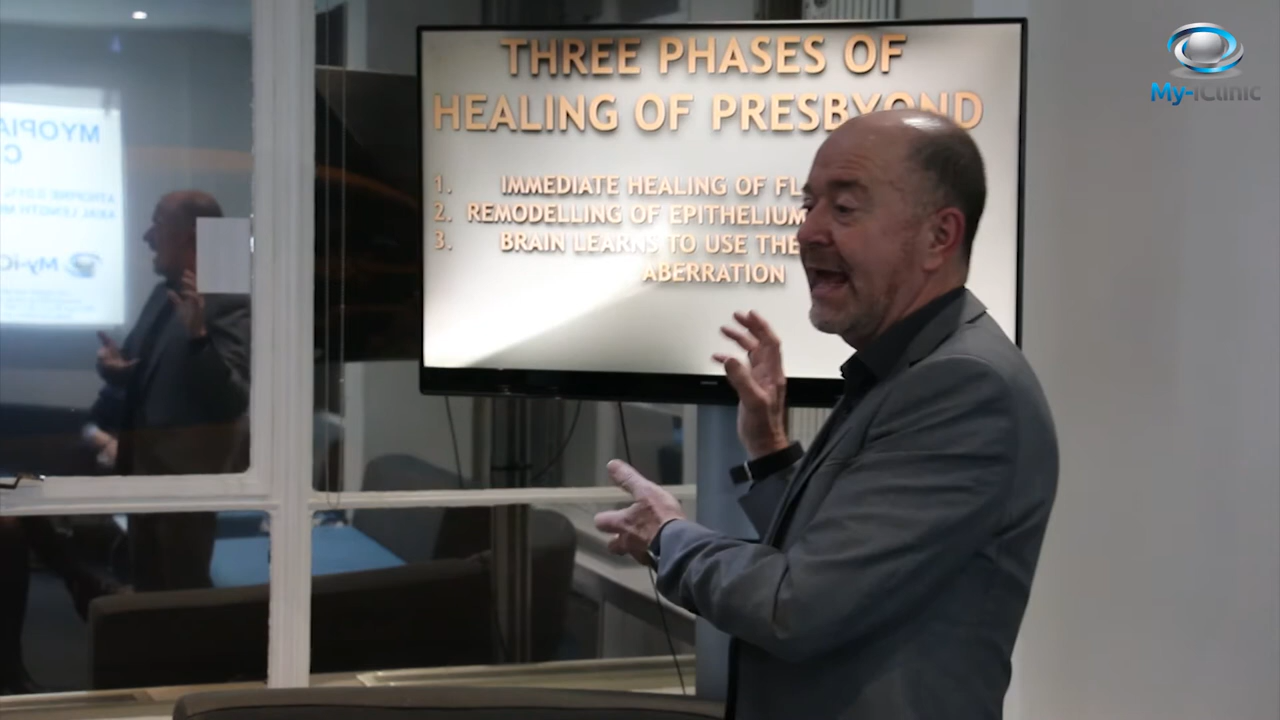 THREE PHASES OF
HEALING OF PRESBYOND
1. IMMEDIATE HEALING OF
2. REMODELLING OF EPITHELIUM
3. BRAIN LEARNS TO USE THE
ABERRATION
My-iClinic
MYOPIA